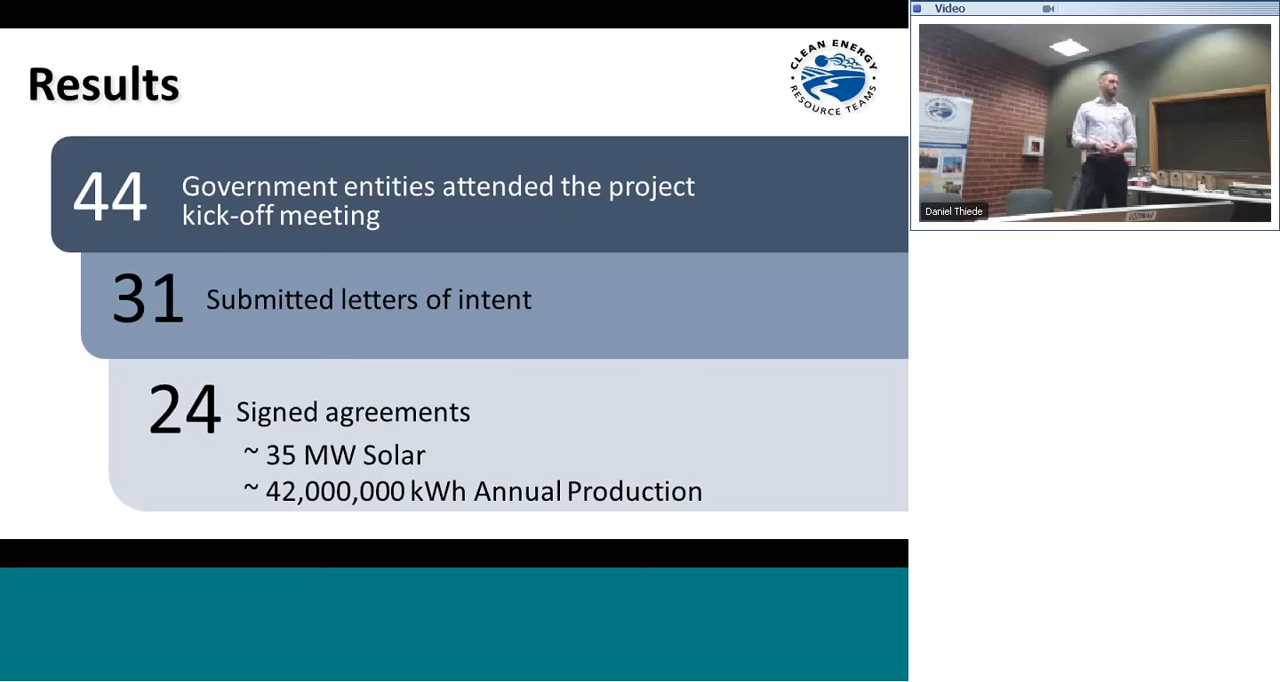 Results
CLEAN ENERGY
RESOURCE TEAMS
44
Government entities attended the project
kick-off meeting
31 Submitted letters of intent
24 Signed agreements
~ 35 MW Solar
~ 42,000,000 kWh Annual Production
Video
Daniel Thiede